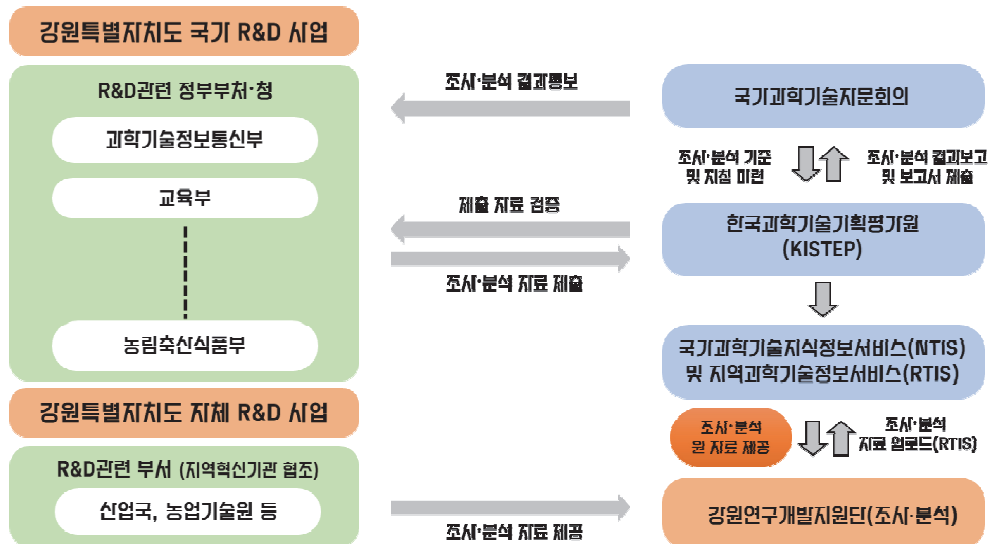 강원특별자치도 국가 R&D 사업
R&D관련 정부부처·청
과학기술정보통신부
교육부
농림축산식품부
조사·분석 결과통보
제출 자료 검증
조사·분석 자료 제출
국가과학기술자문회의
조사·분석 기준
및 지침 마련
조사·분석 결과보고
및 보고서 제출
한국과학기술기획평가원
(KISTEP)
국가과학기술지식정보서비스(NTIS)
및 지역과학기술정보서비스(RTIS)
강원특별자치도 자체 R&D 사업
R&D관련 부서 (지역혁신기관 협조)
산업국, 농업기술원 등
조사·분석 자료 제공
조사·분석
원 자료 제공
조사·분석
자료 업로드(RTIS)
강원연구개발지원단(조사·분석)